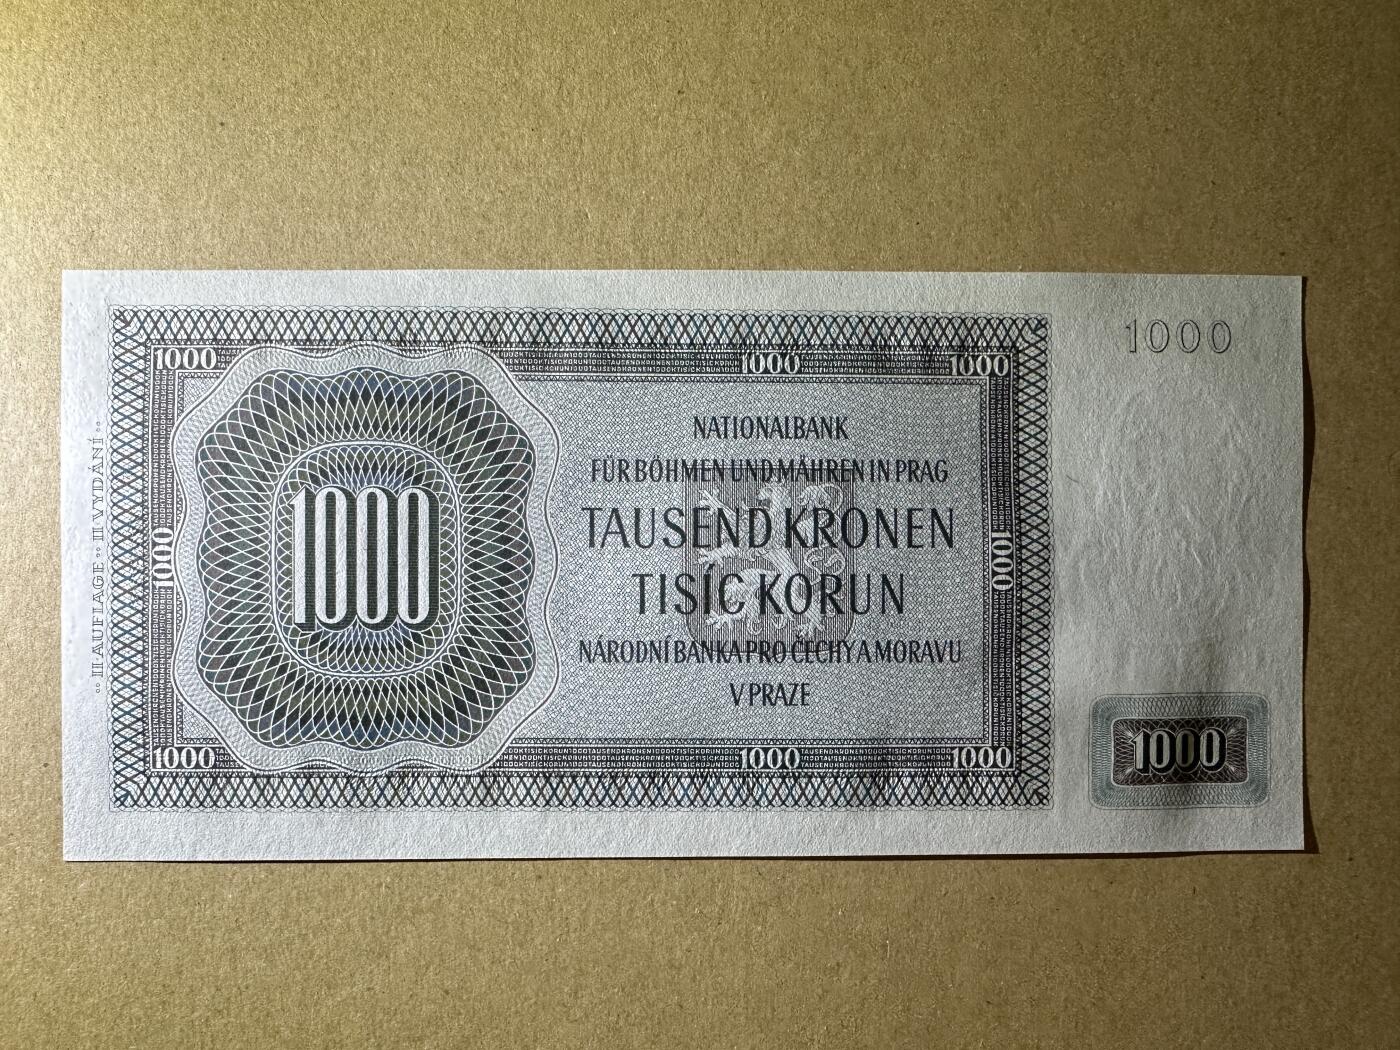 1000
1000
1000
1000
NATIONALBANK
FÜR BÖHMEN UND MÄHREN IN PRAG
TAUSEND KRONEN
TISÍC KORUN
NÁRODNÍ BANKA PRO ČECHY A MORAVU
V PRAZE
1000
1000
1000
II AUFLAGE II VYDÁNÍ
1000
1000
1000
1000